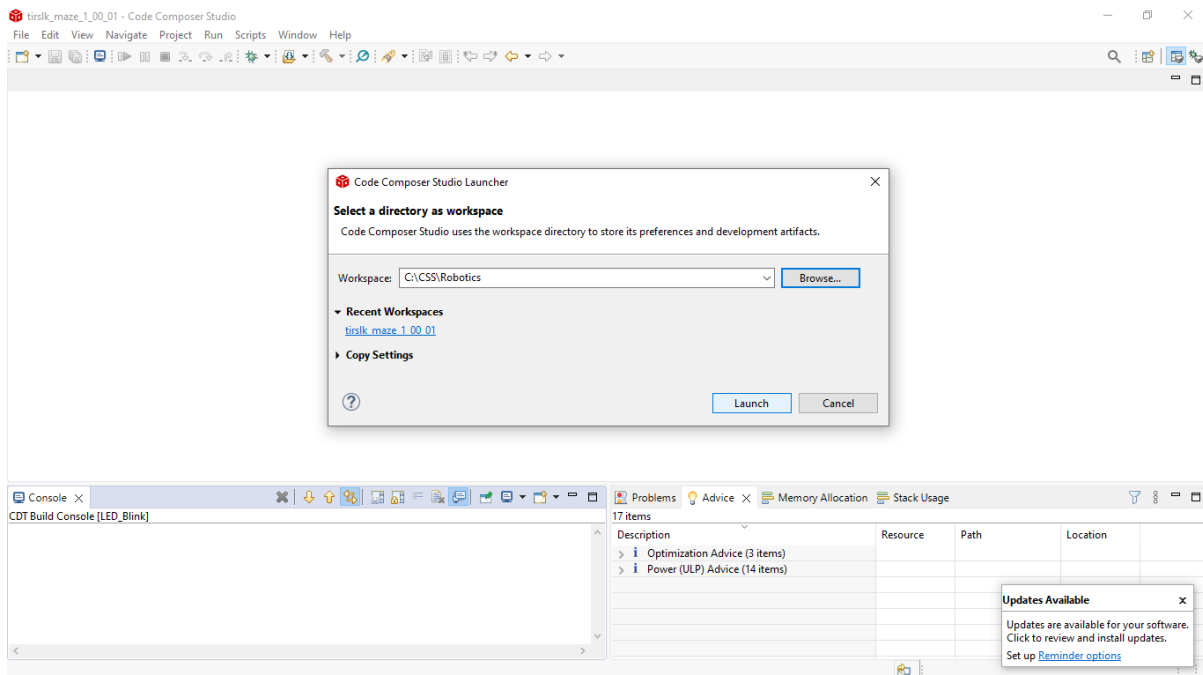 tirslk_maze_1_00_01 - Code Composer Studio
File Edit View Navigate Project Run Scripts Window Help
Code Composer Studio Launcher
Select a directory as workspace
Code Composer Studio uses the workspace directory to store its preferences and development artifacts.
Workspace: C:\CSS\Robotics Browse...
Recent Workspaces
tirslk_maze_1_00_01
Copy Settings
? Launch Cancel
Console
CDT Build Console [LED_Blink]
Problems Advice Memory Allocation Stack Usage
17 items
Description Resource Path Location
i Optimization Advice (3 items)
i Power (ULP) Advice (14 items)
Updates Available x
Updates are available for your software.
Click to review and install updates.
Set up Reminder options